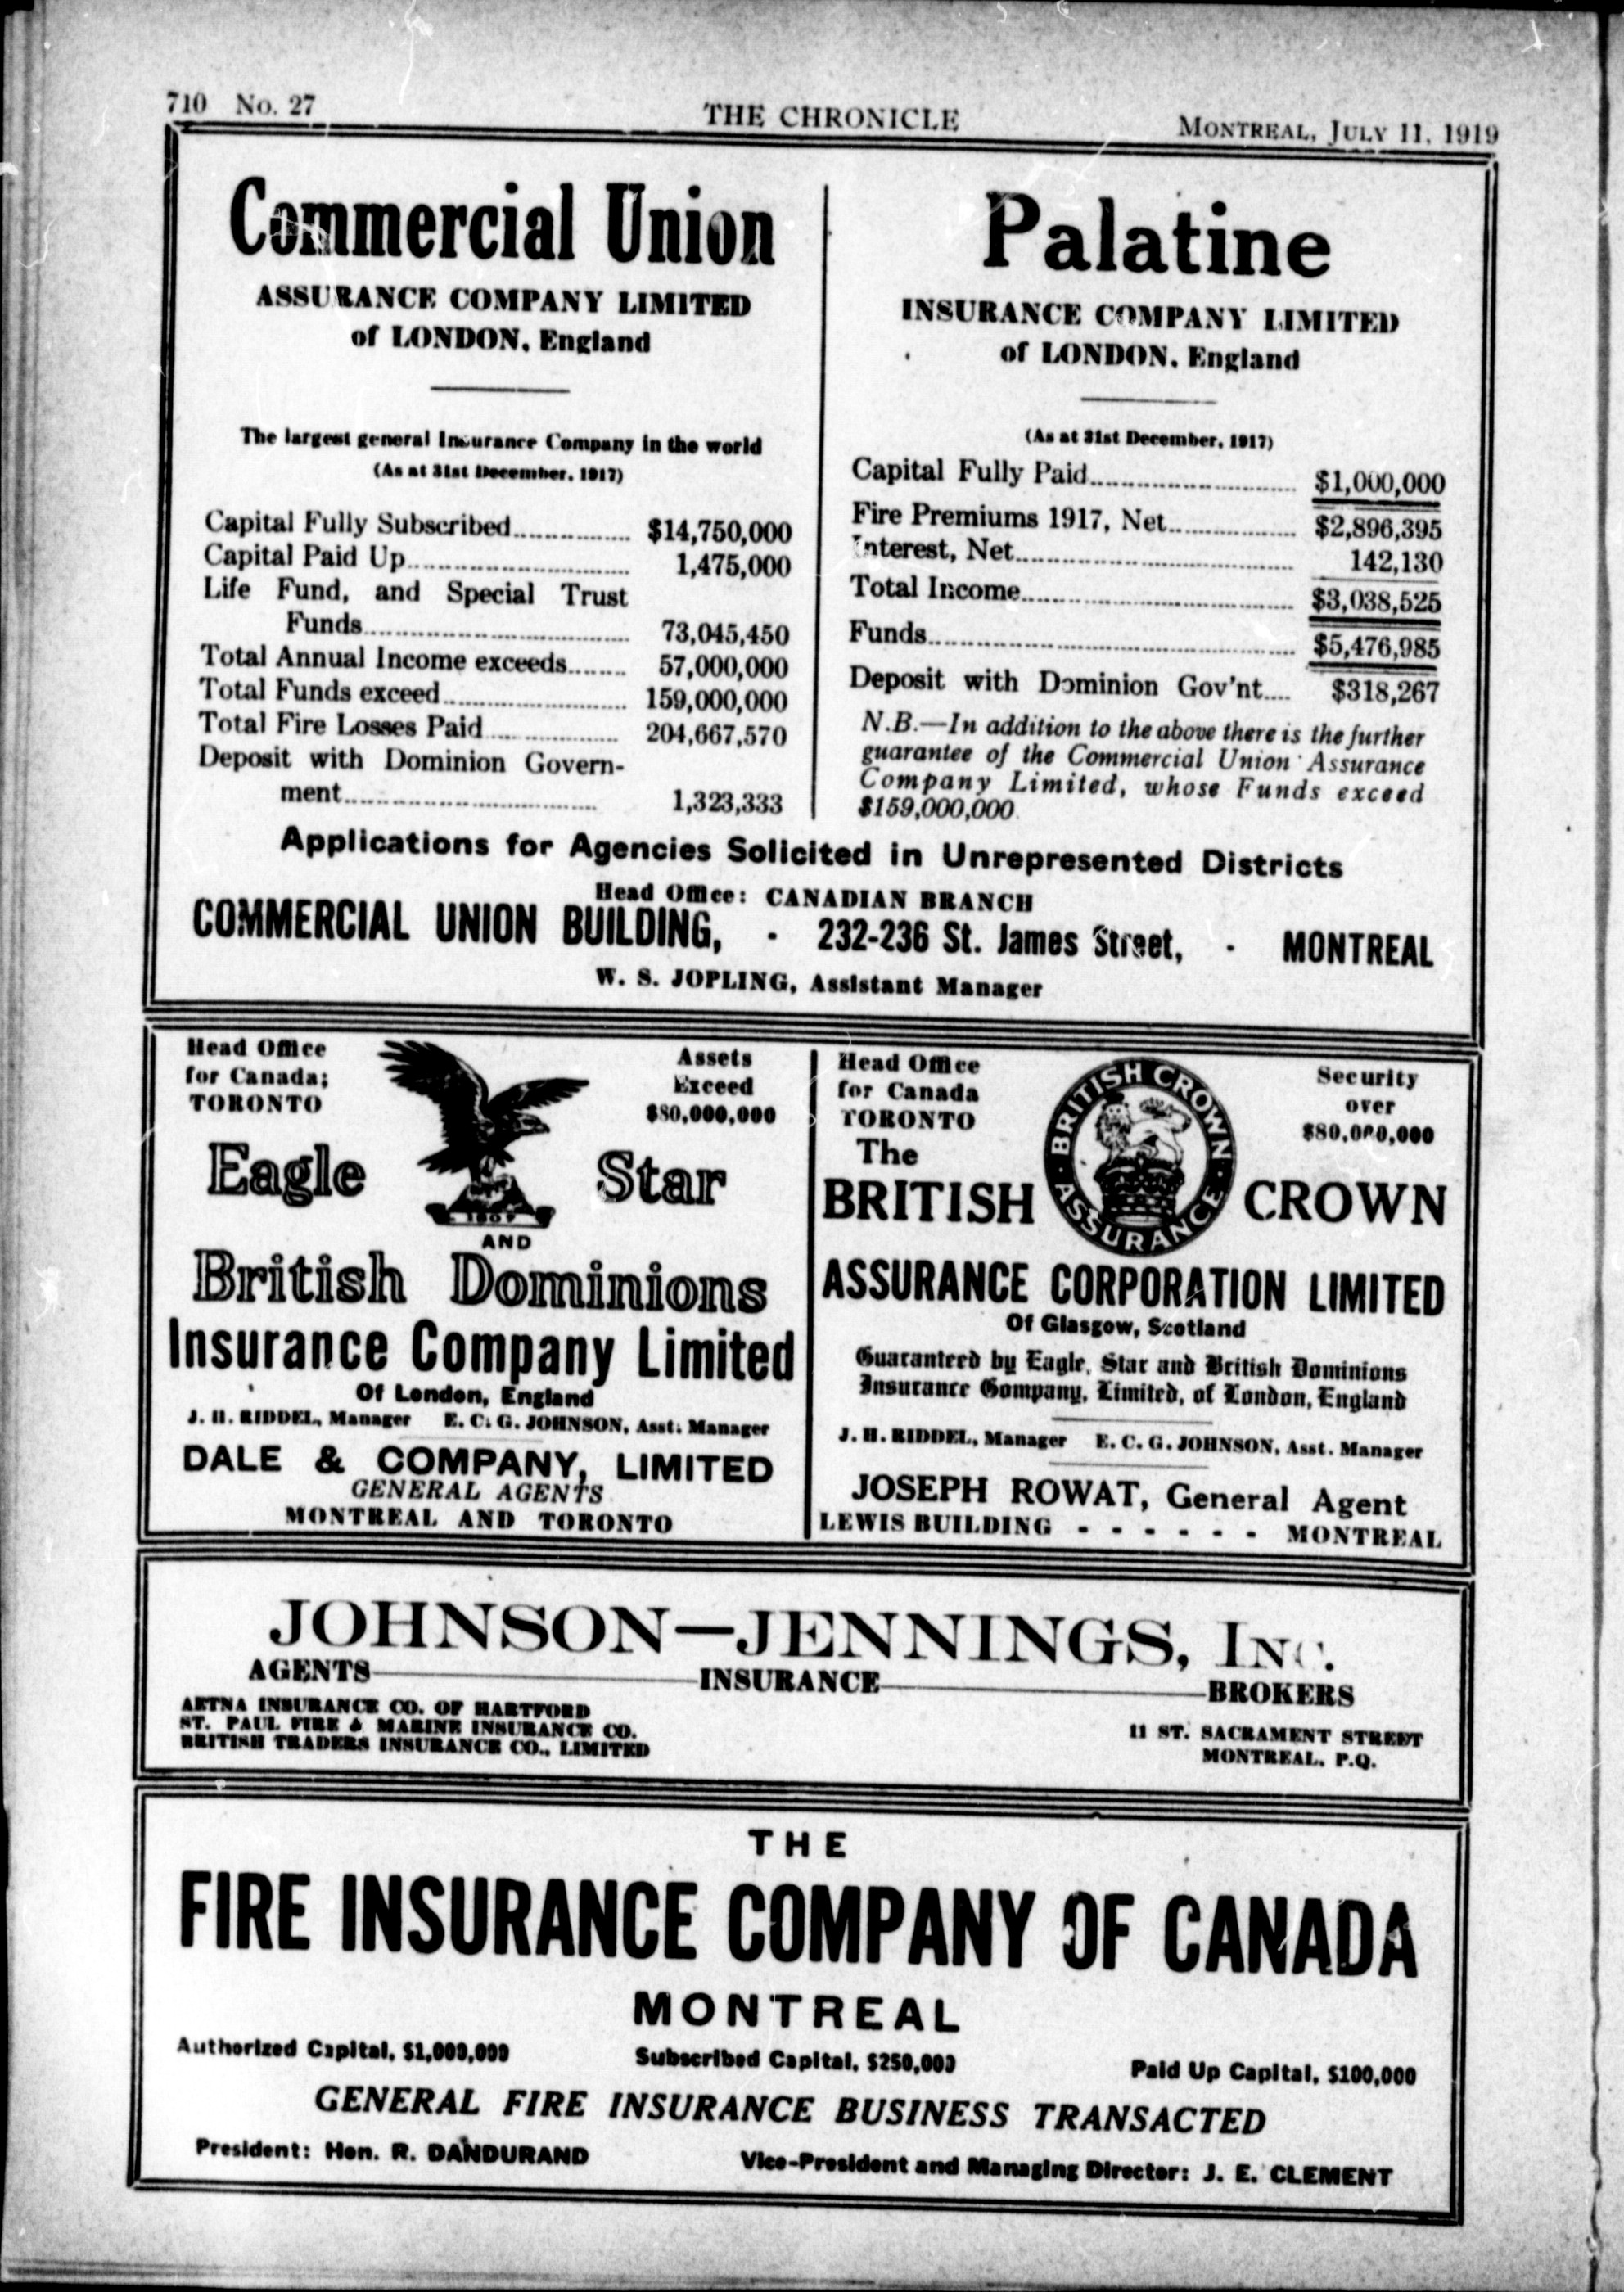 710 No. 27
THE CHRONICLE
MONTREAL, JULY 11, 1919
Commercial Union
ASSURANCE COMPANY LIMITED
of LONDON, England
The largest general Insurance Company in the world
(As at 31st December, 1917)
Capital Fully Subscribed................ $14,750,000
Capital Paid Up.............................. 1,475,000
Life Fund, and Special Trust
Funds.................................... 73,045,450
Total Annual Income exceeds........ 57,000,000
Total Funds exceed......................... 159,000,000
Total Fire Losses Paid.................. 204,667,570
Deposit with Dominion Govern-
ment.................................. 1,323,333
Palatine
INSURANCE COMPANY LIMITED
of LONDON, England
(As at 31st December, 1917)
Capital Fully Paid............................ $1,000,000
Fire Premiums 1917, Net................. $2,896,395
Interest, Net...................................... 142,130
Total Income..................................... $3,038,525
Funds.................................................. $5,476,985
Deposit with Dominion Gov'nt.... $318,267
N.B.—In addition to the above there is the further
guarantee of the Commercial Union Assurance
Company Limited, whose Funds exceed
$159,000,000.
Applications for Agencies Solicited in Unrepresented Districts
Head Office: CANADIAN BRANCH
COMMERCIAL UNION BUILDING, - 232-236 St. James Street, - MONTREAL
W. S. JOPLING, Assistant Manager
Head Office
for Canada;
TORONTO
Assets
Exceed
$80,000,000
Eagle Star
1807
AND
British Dominions
Insurance Company Limited
Of London, England
J. H. RIDDEL, Manager E. C. G. JOHNSON, Asst. Manager
DALE & COMPANY, LIMITED
GENERAL AGENTS
MONTREAL AND TORONTO
Head Office
for Canada
TORONTO
BRITISH CROWN ASSURANCE
Security
over
$80,000,000
The
BRITISH CROWN
ASSURANCE CORPORATION LIMITED
Of Glasgow, Scotland
Guaranteed by Eagle, Star and British Dominions
Insurance Company, Limited, of London, England
J. H. RIDDEL, Manager E. C. G. JOHNSON, Asst. Manager
JOSEPH ROWAT, General Agent
LEWIS BUILDING - - - - - - MONTREAL
JOHNSON—JENNINGS, INC.
AGENTS—INSURANCE—BROKERS
AETNA INSURANCE CO. OF HARTFORD
ST. PAUL FIRE & MARINE INSURANCE CO.
BRITISH TRADERS INSURANCE CO., LIMITED
11 ST. SACRAMENT STREET
MONTREAL, P.Q.
THE
FIRE INSURANCE COMPANY OF CANADA
MONTREAL
Authorized Capital, $1,000,000 Subscribed Capital, $250,000 Paid Up Capital, $100,000
GENERAL FIRE INSURANCE BUSINESS TRANSACTED
President: Hon. R. DANDURAND Vice-President and Managing Director: J. E. CLEMENT